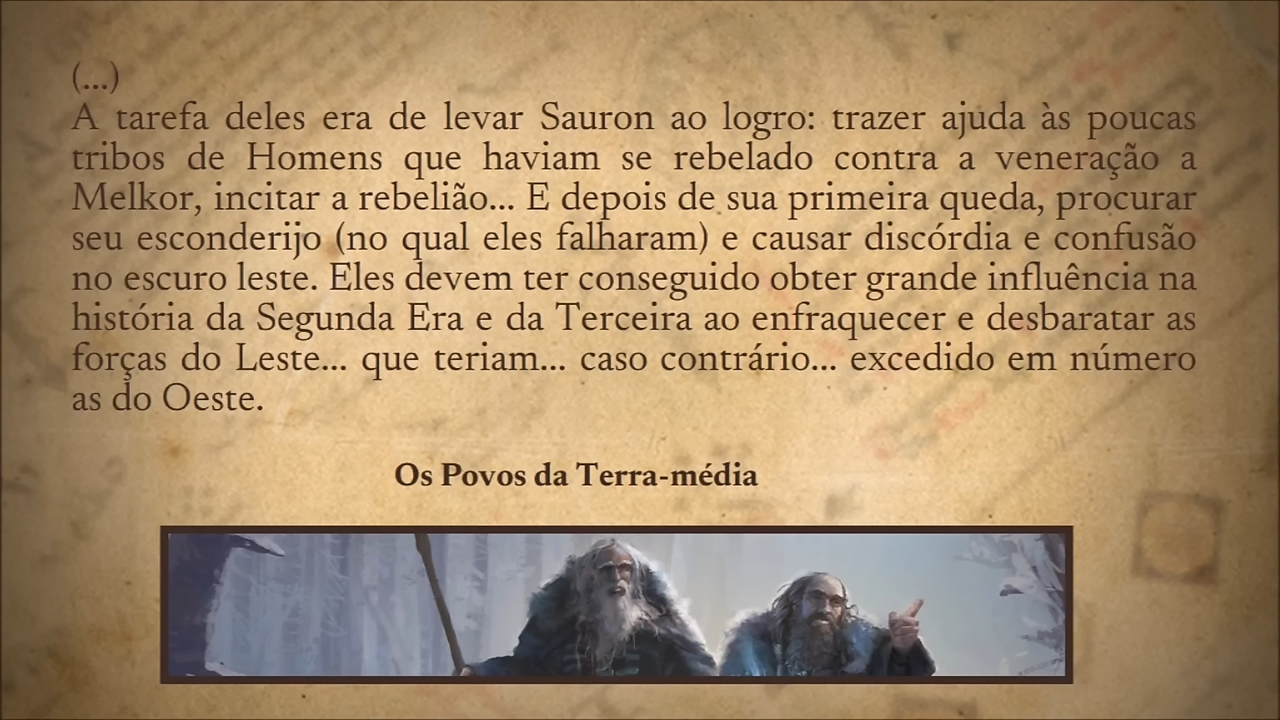 (...)
A tarefa deles era de levar Sauron ao logro: trazer ajuda às poucas
tribos de Homens que haviam se rebelado contra a veneração a
Melkor, incitar a rebelião... E depois de sua primeira queda, procurar
seu esconderijo (no qual eles falharam) e causar discórdia e confusão
no escuro leste. Eles devem ter conseguido obter grande influência na
história da Segunda Era e da Terceira ao enfraquecer e desbaratar as
forças do Leste... que teriam... caso contrário... excedido em número
as do Oeste.
Os Povos da Terra-média